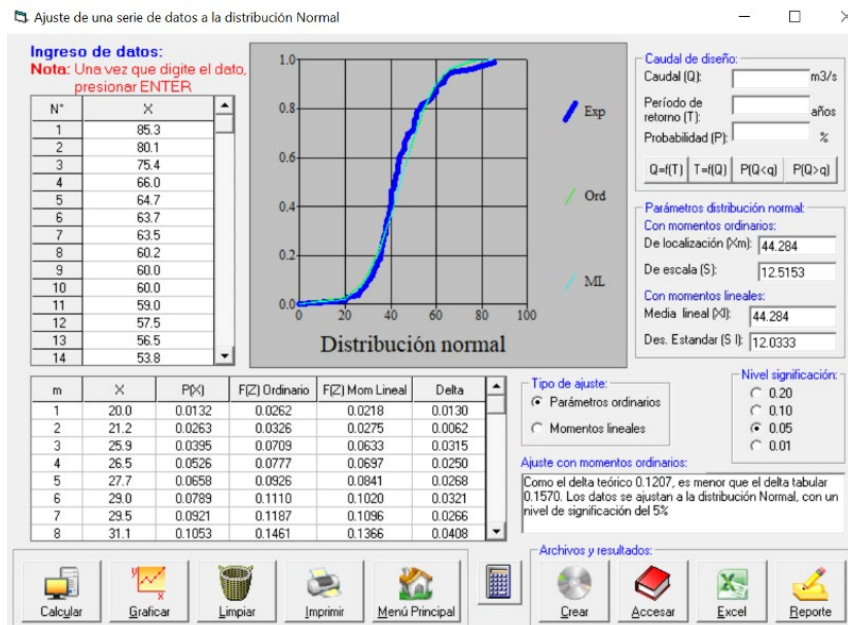 Ajuste de una serie de datos a la distribución Normal
Ingreso de datos:
Nota: Una vez que digite el dato,
presionar ENTER
N° X
1 85.3
2 80.1
3 75.4
4 66.0
5 64.7
6 63.7
7 63.5
8 60.2
9 60.0
10 60.0
11 59.0
12 57.5
13 56.5
14 53.8
1.0
0.8
0.6
0.4
0.2
0.0
0 20 40 60 80 100
Exp
Ord
ML
Distribución normal
Caudal de diseño:
Caudal (Q): m3/s
Período de
retorno (T): años
Probabilidad (P): %
Q=f(T) T=f(Q) P(Q<q) P(Q>q)
Parámetros distribución normal:
Con momentos ordinarios:
De localización (Xm): 44.284
De escala (S): 12.5153
Con momentos lineales:
Media lineal (Xl): 44.284
Des. Estandar (S l): 12.0333
m X P(X) F(Z) Ordinario F(Z) Mom Lineal Delta
1 20.0 0.0132 0.0262 0.0218 0.0130
2 21.2 0.0263 0.0326 0.0275 0.0062
3 25.9 0.0395 0.0709 0.0633 0.0315
4 26.5 0.0526 0.0777 0.0697 0.0250
5 27.7 0.0658 0.0926 0.0841 0.0268
6 29.0 0.0789 0.1110 0.1020 0.0321
7 29.5 0.0921 0.1187 0.1096 0.0266
8 31.1 0.1053 0.1461 0.1366 0.0408
Tipo de ajuste:
Parámetros ordinarios
Momentos lineales
Nivel significación:
0.20
0.10
0.05
0.01
Ajuste con momentos ordinarios:
Como el delta teórico 0.1207, es menor que el delta tabular
0.1570. Los datos se ajustan a la distribución Normal, con un
nivel de significación del 5%
Calcular
Graficar
Limpiar
Imprimir
Menú Principal
Archivos y resultados:
Crear
Accesar
Excel
Reporte